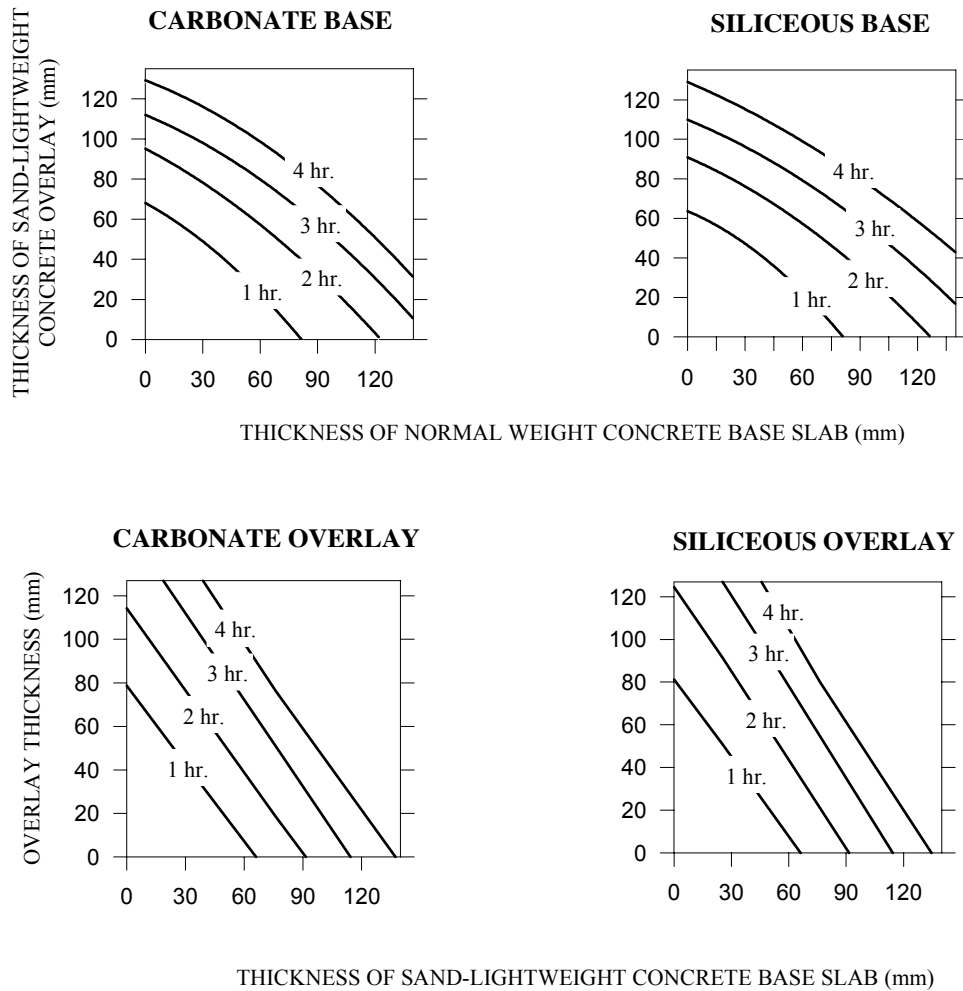 CARBONATE BASE
THICKNESS OF SAND-LIGHTWEIGHT
CONCRETE OVERLAY (mm)
120
100
80
60
40
20
0
4 hr.
3 hr.
2 hr.
1 hr.
0 30 60 90 120
SILICEOUS BASE
120
100
80
60
40
20
0
4 hr.
3 hr.
2 hr.
1 hr.
0 30 60 90 120
THICKNESS OF NORMAL WEIGHT CONCRETE BASE SLAB (mm)
CARBONATE OVERLAY
OVERLAY THICKNESS (mm)
120
100
80
60
40
20
0
4 hr.
3 hr.
2 hr.
1 hr.
0 30 60 90 120
SILICEOUS OVERLAY
120
100
80
60
40
20
0
4 hr.
3 hr.
2 hr.
1 hr.
0 30 60 90 120
THICKNESS OF SAND-LIGHTWEIGHT CONCRETE BASE SLAB (mm)